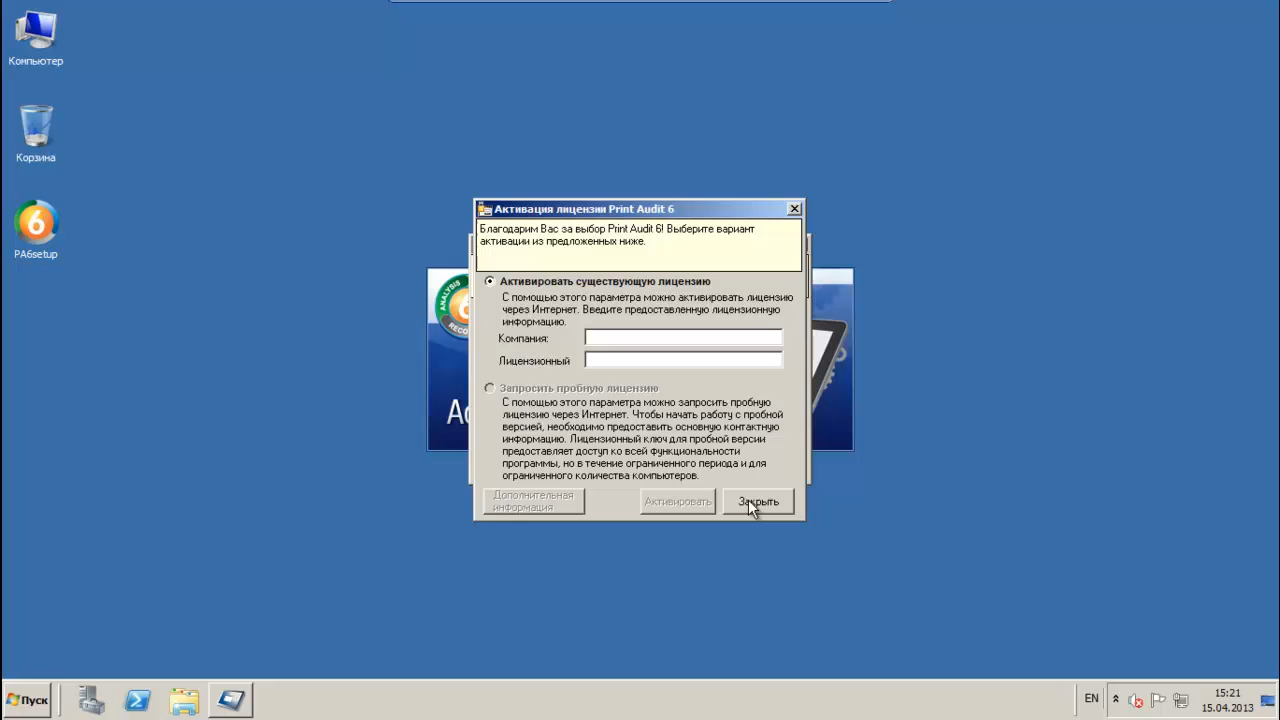 Компьютер
Корзина
6
PA6setup
Активация лицензии Print Audit 6
Благодарим Вас за выбор Print Audit 6! Выберите вариант
активации из предложенных ниже.
Активировать существующую лицензию
С помощью этого параметра можно активировать лицензию
через Интернет. Введите предоставленную лицензионную
информацию.
Компания:
Лицензионный
Запросить пробную лицензию
С помощью этого параметра можно запросить пробную
лицензию через Интернет. Чтобы начать работу с пробной
версией, необходимо предоставить основную контактную
информацию. Лицензионный ключ для пробной версии
предоставляет доступ ко всей функциональности
программы, но в течение ограниченного периода и для
ограниченного количества компьютеров.
Дополнительная
информация
Активировать
Закрыть
ANALYSIS
Пуск
EN
15:21
15.04.2013